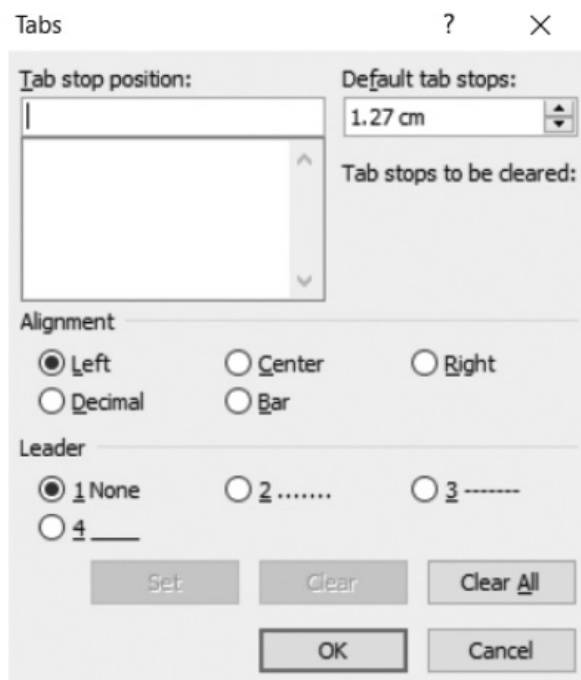 Tabs ?
Tab stop position: Default tab stops:
1.27 cm
Tab stops to be cleared:
Alignment
Left Center Right
Decimal Bar
Leader
1 None 2 ....... 3 -------
4 ____
Set Clear Clear All
OK Cancel